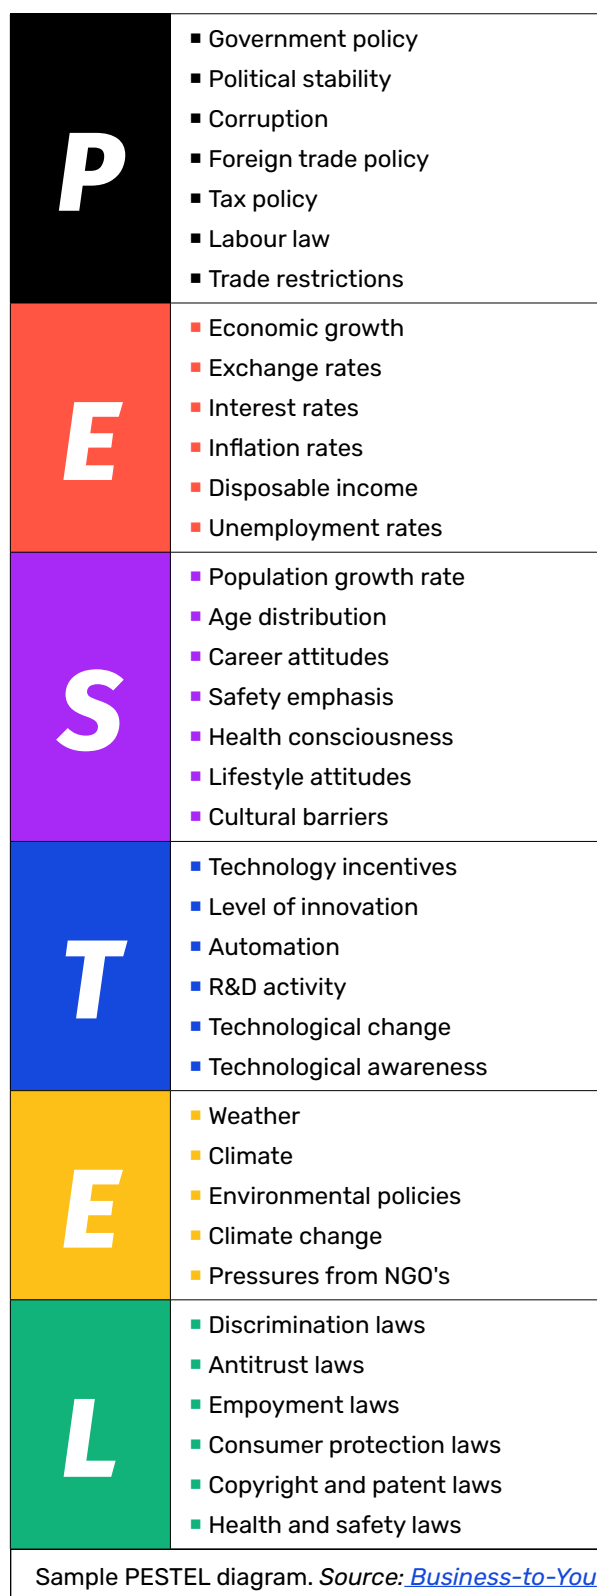 P
▪ Government policy
▪ Political stability
▪ Corruption
▪ Foreign trade policy
▪ Tax policy
▪ Labour law
▪ Trade restrictions
E
▪ Economic growth
▪ Exchange rates
▪ Interest rates
▪ Inflation rates
▪ Disposable income
▪ Unemployment rates
S
▪ Population growth rate
▪ Age distribution
▪ Career attitudes
▪ Safety emphasis
▪ Health consciousness
▪ Lifestyle attitudes
▪ Cultural barriers
T
▪ Technology incentives
▪ Level of innovation
▪ Automation
▪ R&D activity
▪ Technological change
▪ Technological awareness
E
▪ Weather
▪ Climate
▪ Environmental policies
▪ Climate change
▪ Pressures from NGO's
L
▪ Discrimination laws
▪ Antitrust laws
▪ Empoyment laws
▪ Consumer protection laws
▪ Copyright and patent laws
▪ Health and safety laws
Sample PESTEL diagram. Source: Business-to-You